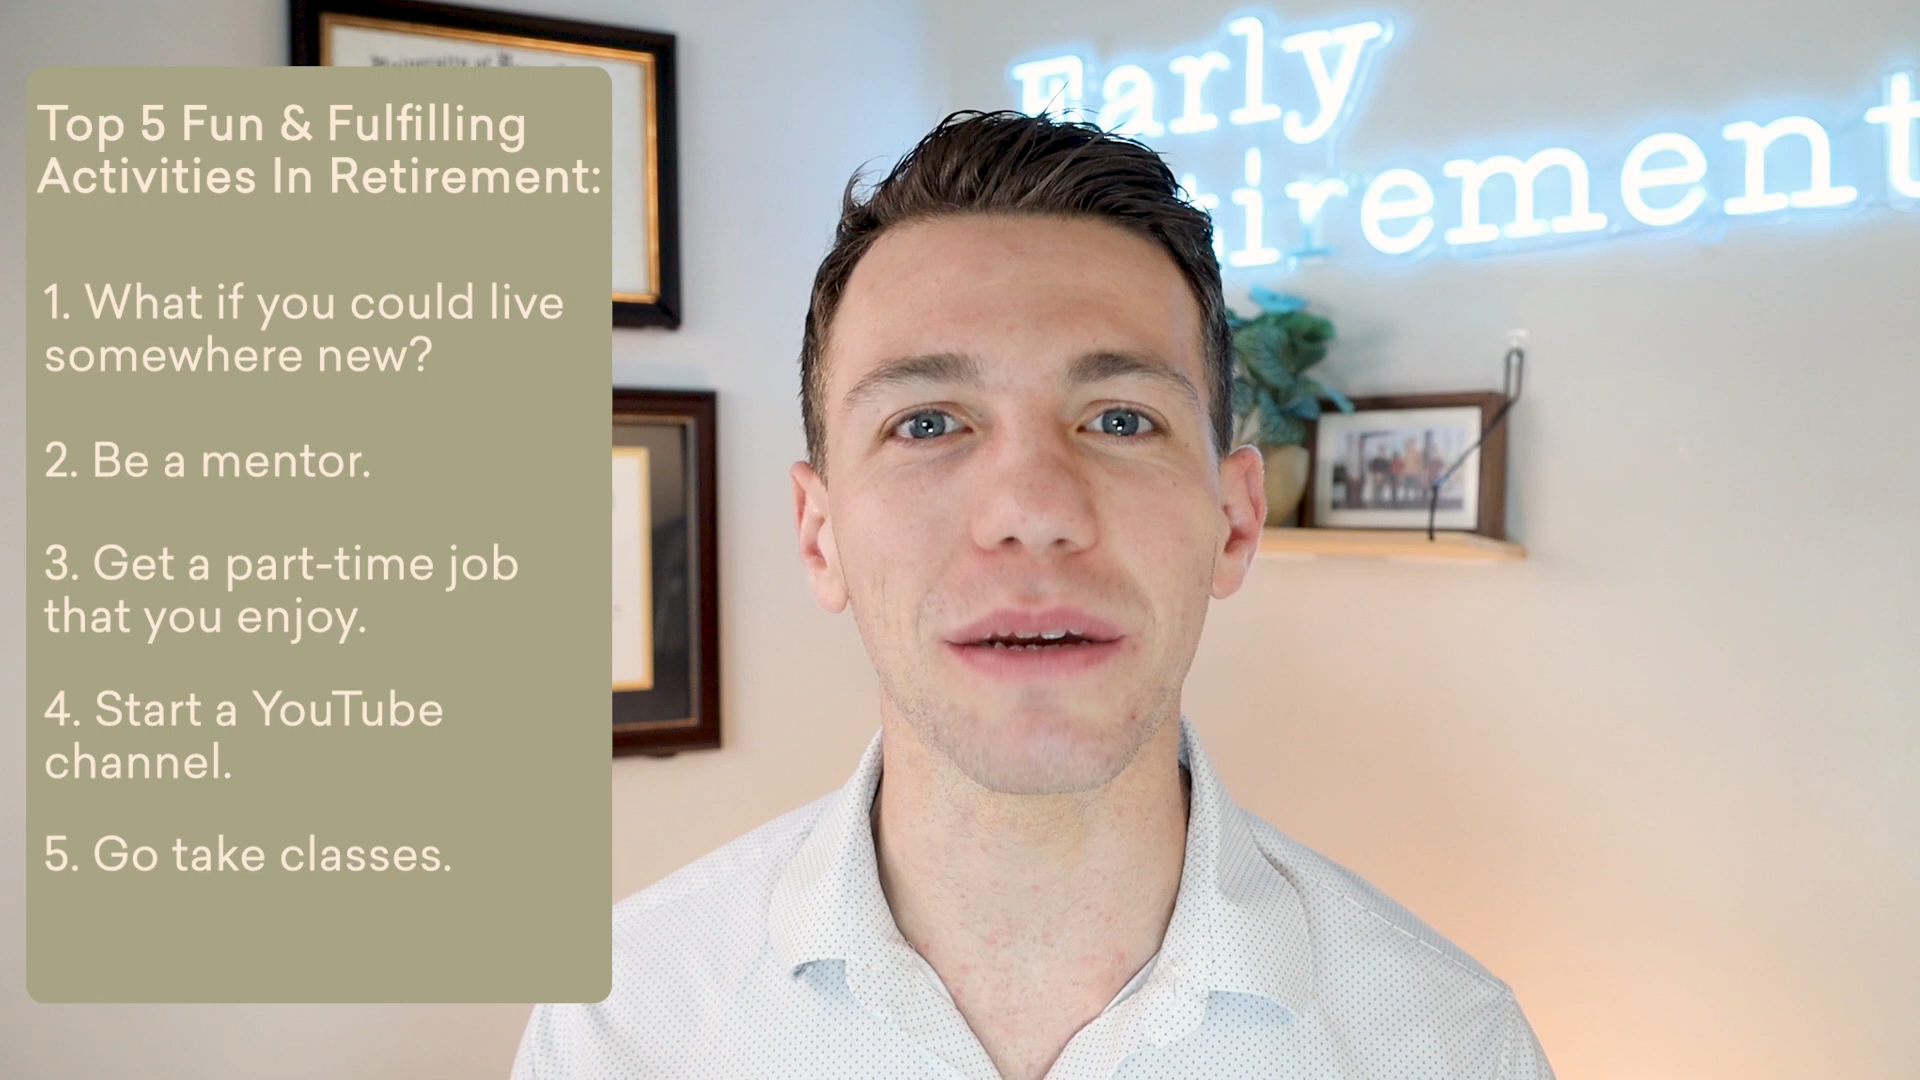 Top 5 Fun & Fulfilling
Activities In Retirement:
1. What if you could live
somewhere new?
2. Be a mentor.
3. Get a part-time job
that you enjoy.
4. Start a YouTube
channel.
5. Go take classes.
Early
tirement